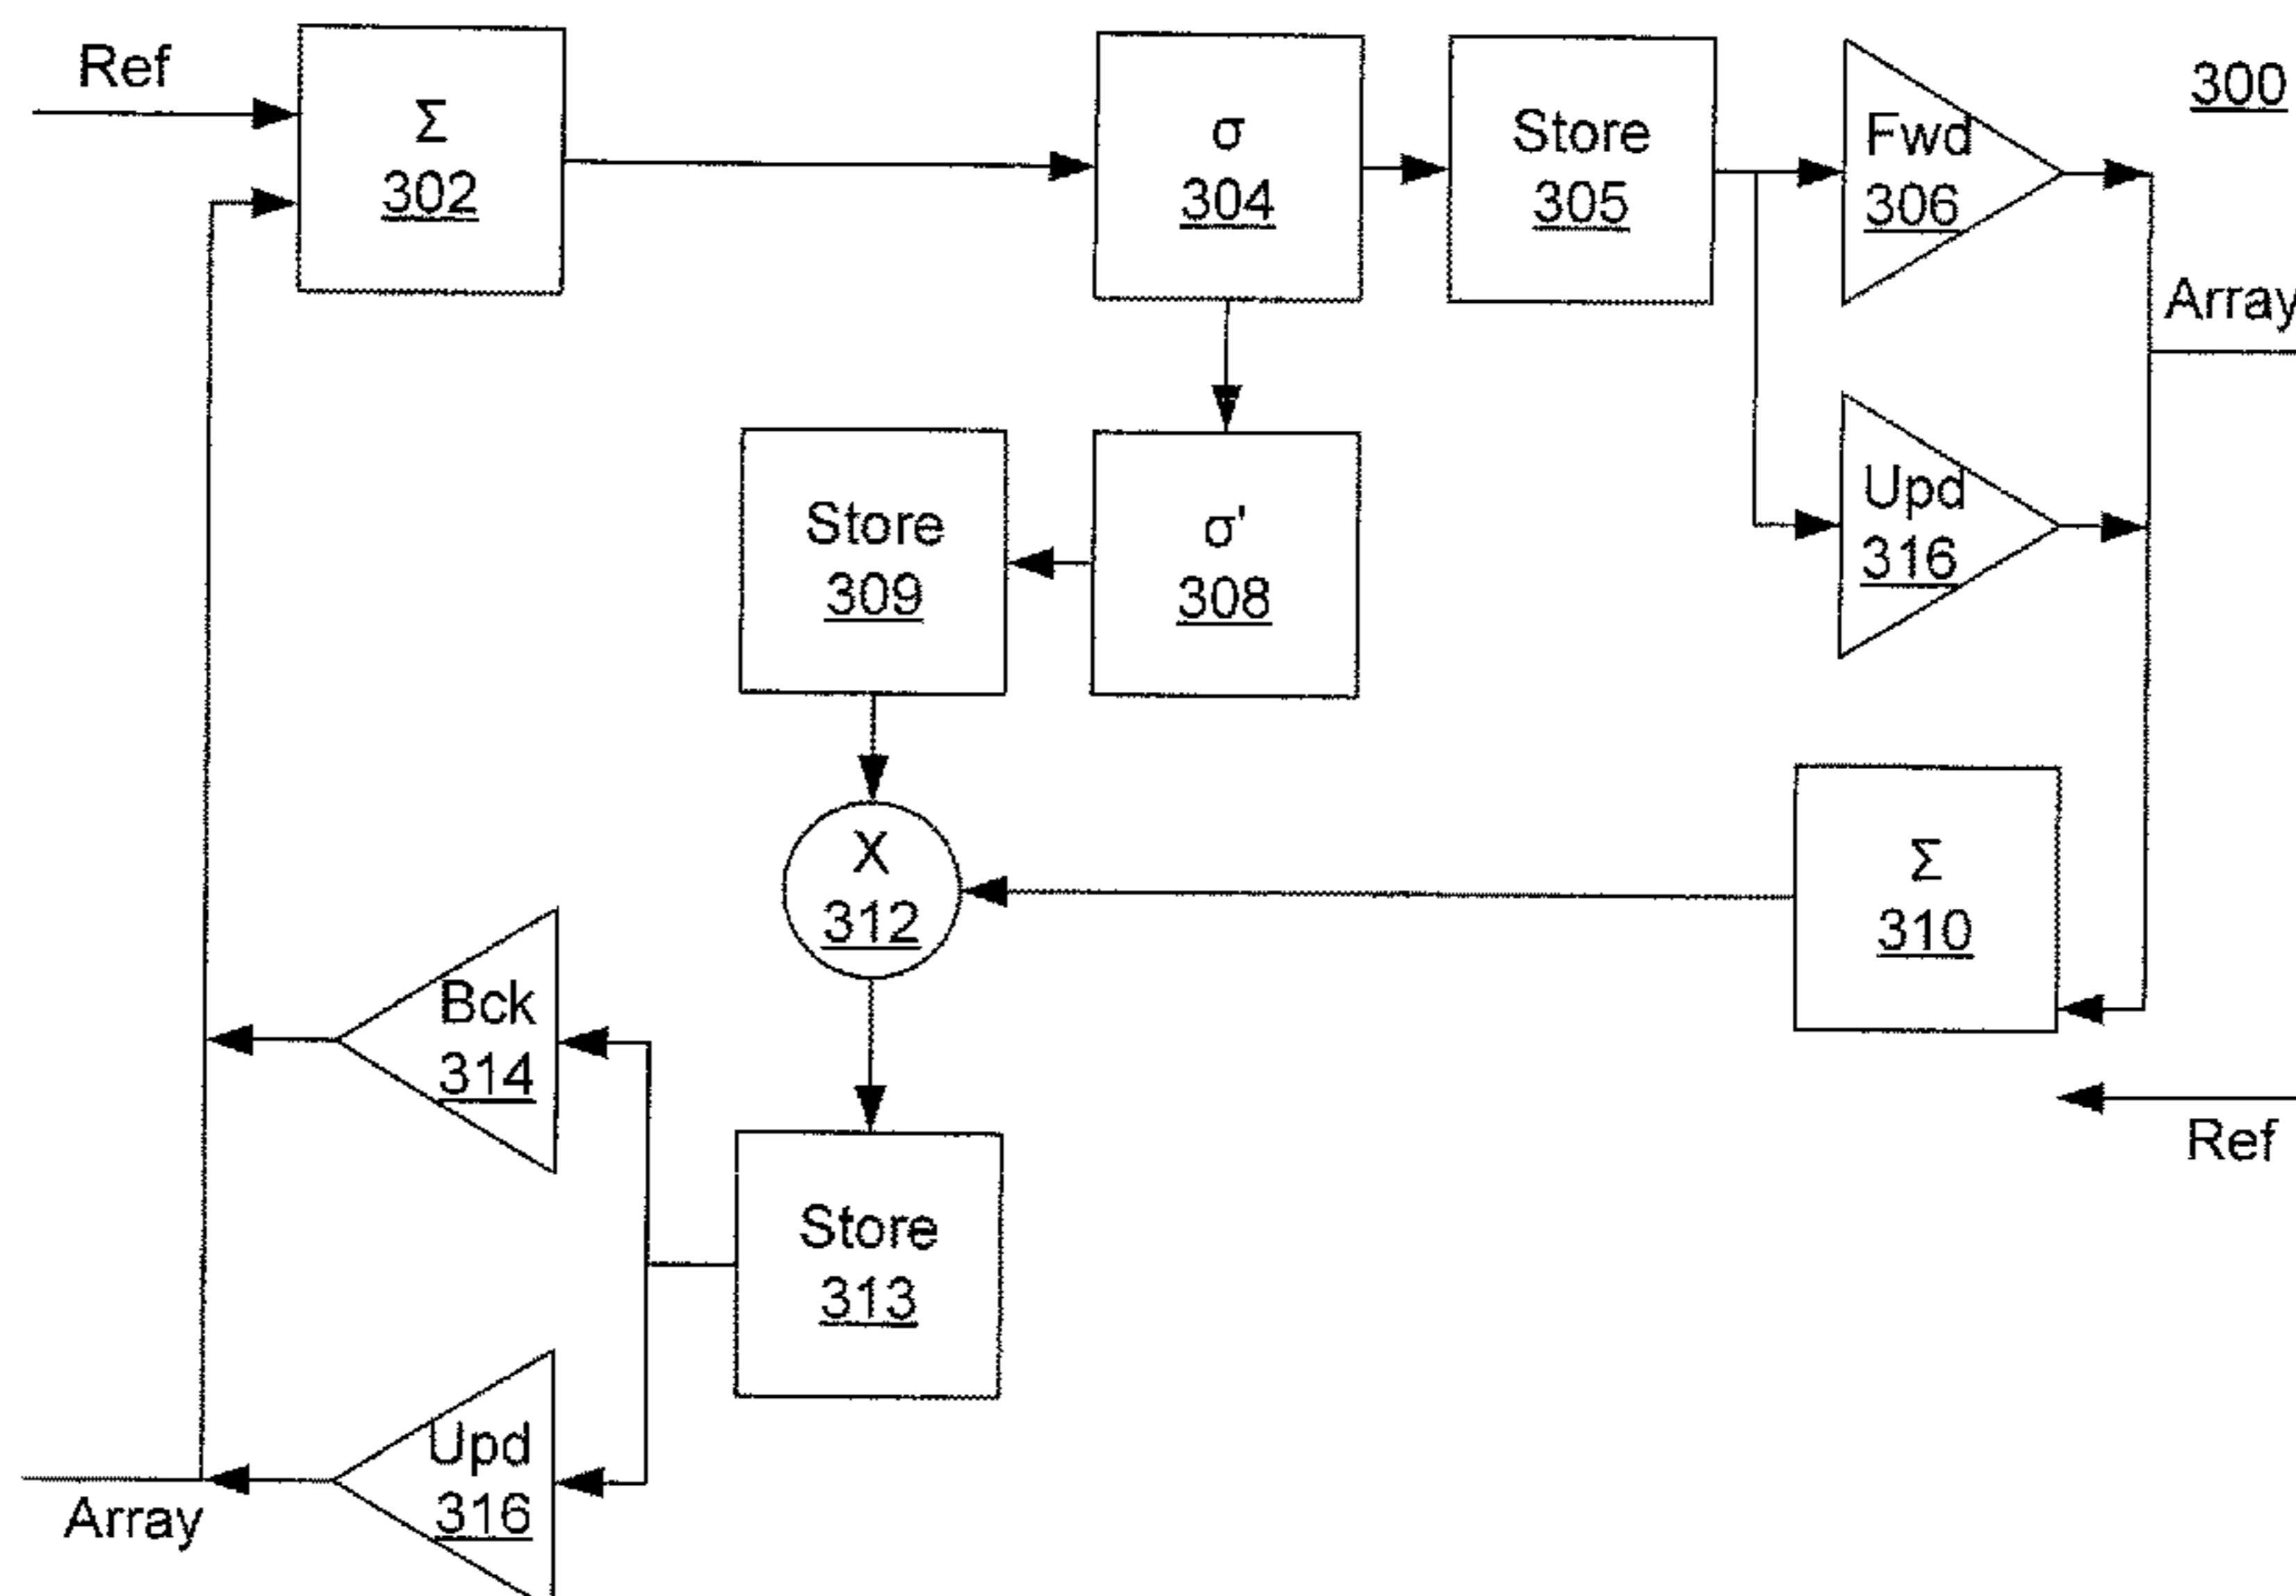 Ref
Σ
302
σ
304
Store
305
Fwd
306
300
Array
Store
309
σ'
308
Upd
316
X
312
Σ
310
Bck
314
Ref
Store
313
Upd
316
Array